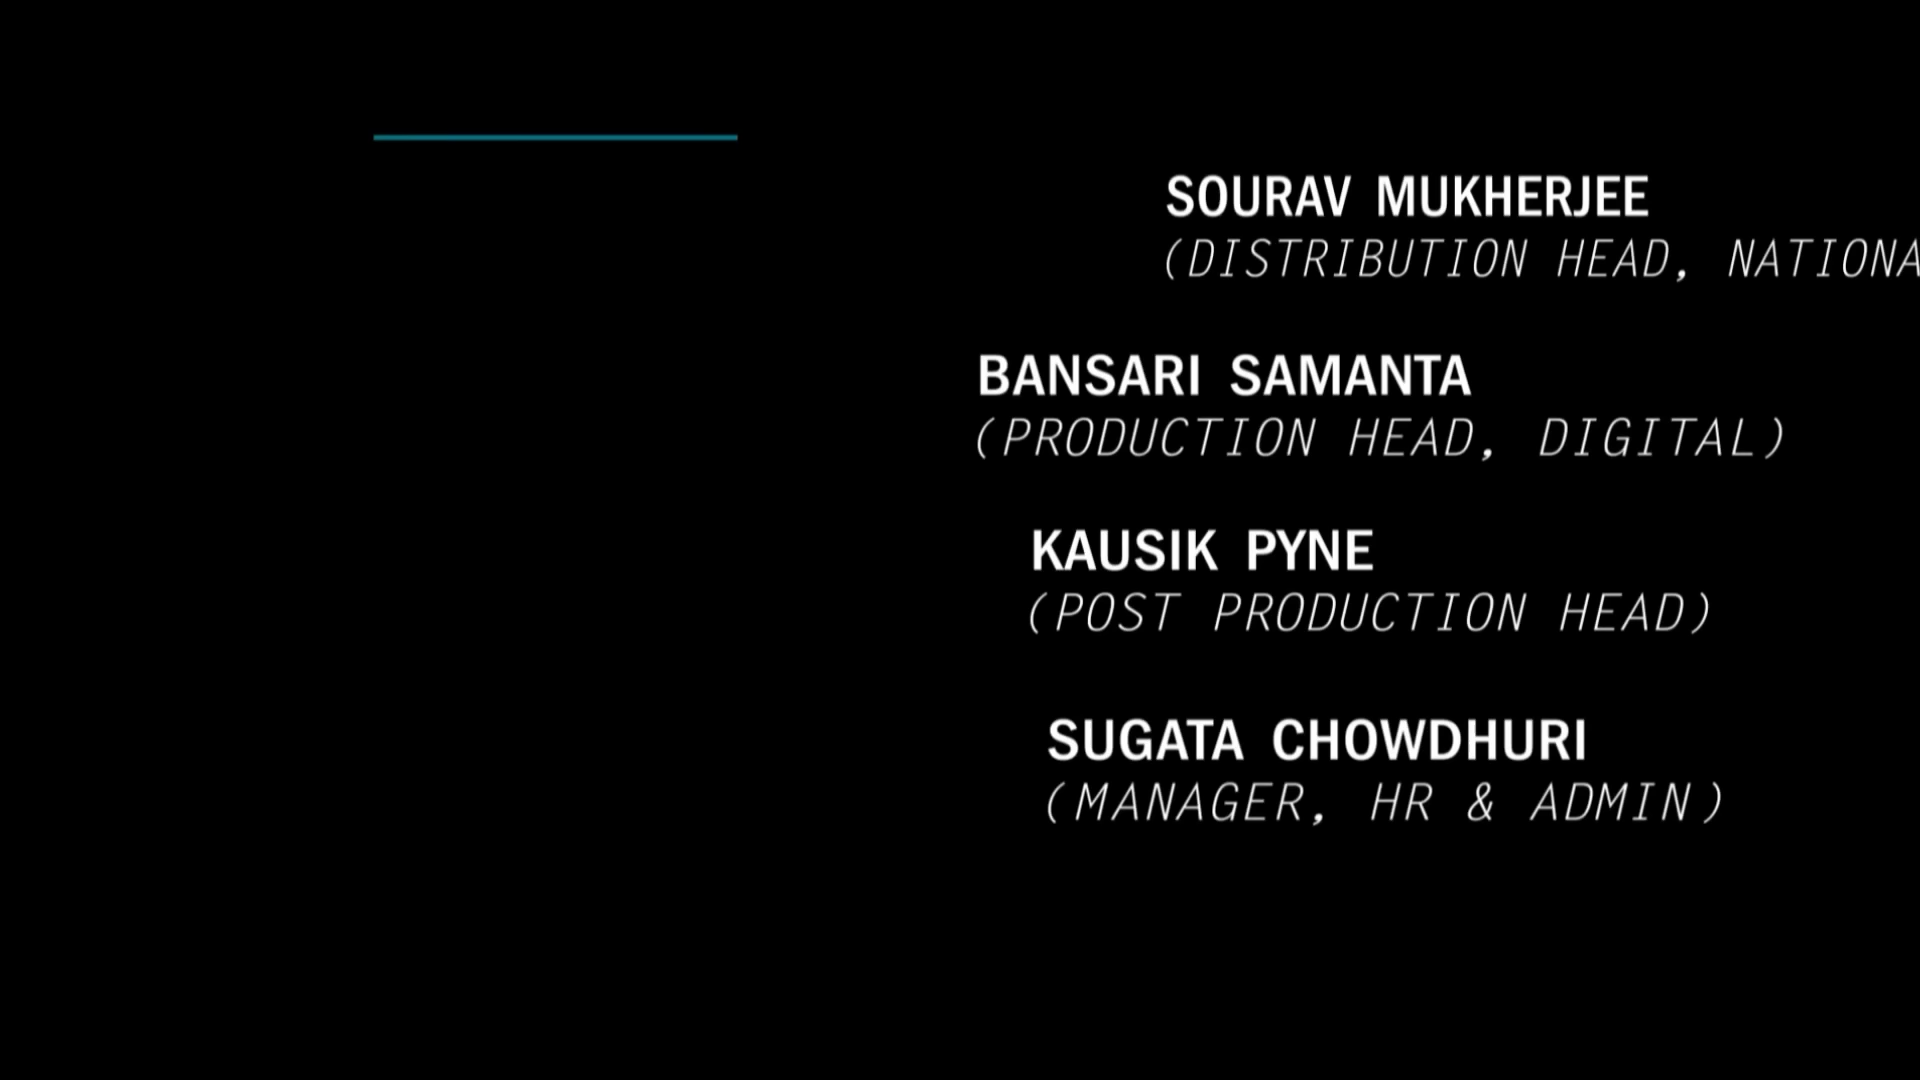 SOURAV MUKHERJEE
(DISTRIBUTION HEAD, NATIONA
BANSARI SAMANTA
(PRODUCTION HEAD, DIGITAL)
KAUSIK PYNE
(POST PRODUCTION HEAD)
SUGATA CHOWDHURI
(MANAGER, HR & ADMIN)